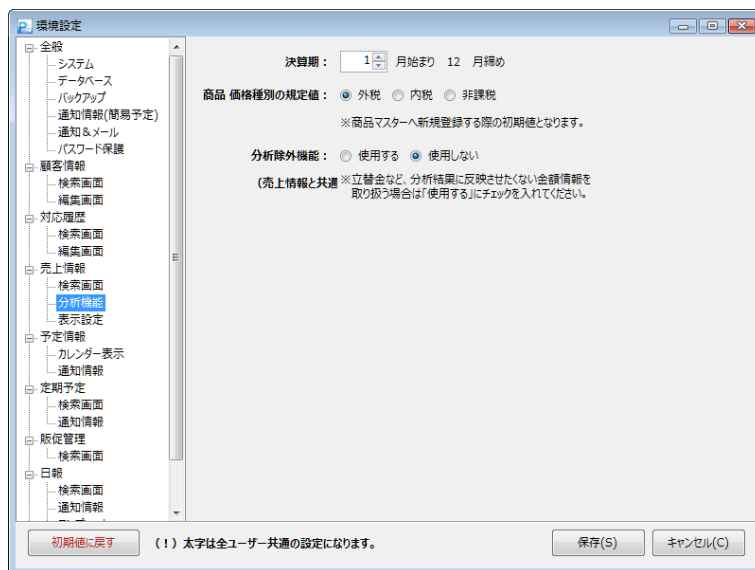 環境設定
全般
システム
データベース
バックアップ
通知情報(簡易予定)
通知＆メール
パスワード保護
顧客情報
検索画面
編集画面
対応履歴
検索画面
編集画面
売上情報
検索画面
分析機能
表示設定
予定情報
カレンダー表示
通知情報
定期予定
検索画面
通知情報
販促管理
検索画面
日報
検索画面
通知情報
決算期： 1 月始まり 12 月締め
商品 価格種別の規定値： 外税 内税 非課税
※商品マスターへ新規登録する際の初期値となります。
分析除外機能： 使用する 使用しない
(売上情報と共通 ※立替金など、分析結果に反映させたくない金額情報を
取り扱う場合は「使用する」にチェックを入れてください。
初期値に戻す (！) 太字は全ユーザー共通の設定になります。 保存(S) キャンセル(C)